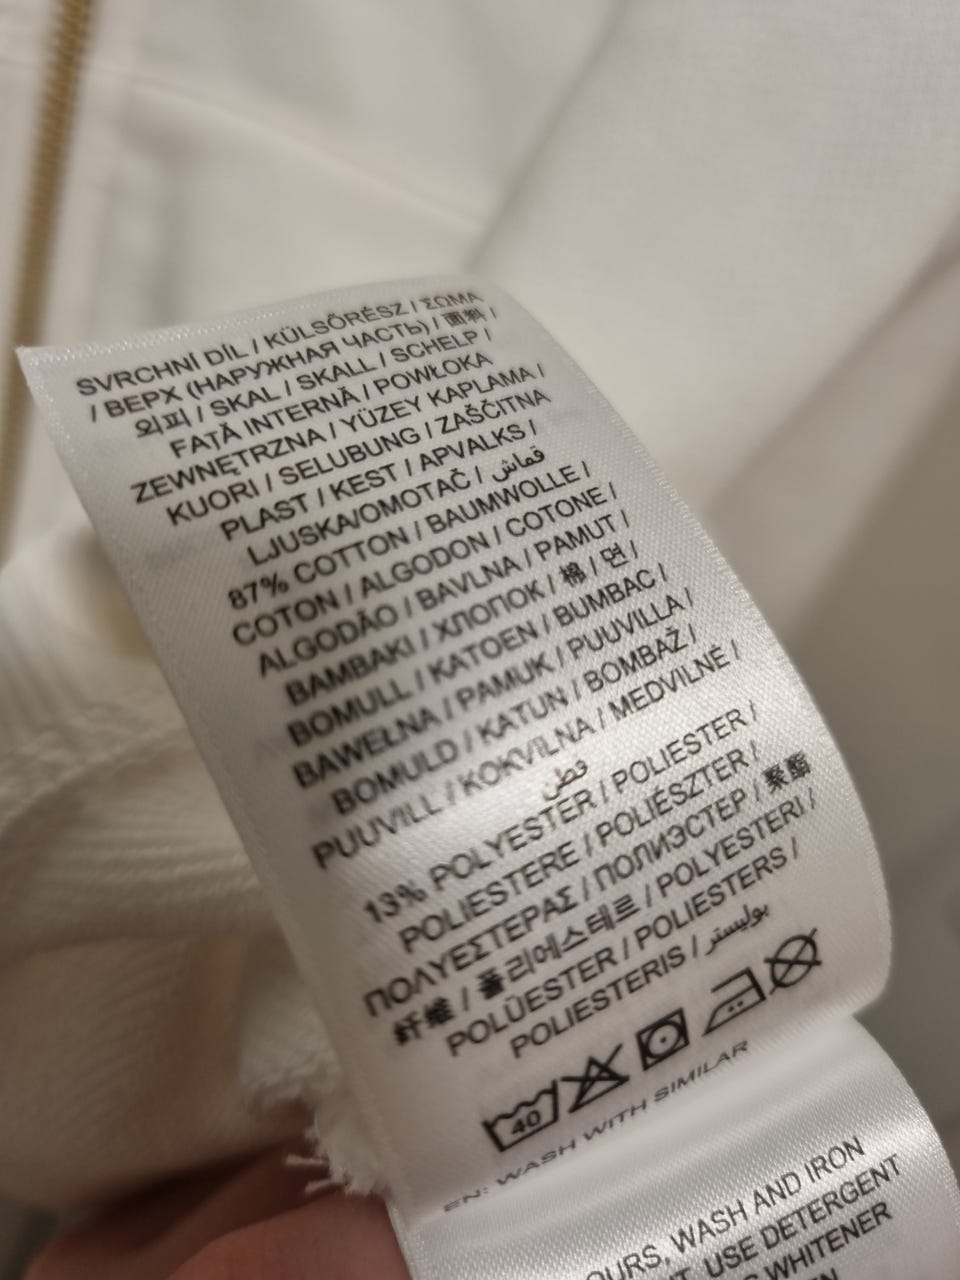 SVRCHNÍ DÍL / KÜLSŐRÉSZ / ΣΩΜΑ
/ ВЕРХ (НАРУЖНАЯ ЧАСТЬ) / 面料 /
외피 / SKAL / SKALL / SCHELP /
FAȚĂ INTERNĂ / POWŁOKA
ZEWNĘTRZNA / YÜZEY KAPLAMA /
KUORI / SELUBUNG / ZAŠČITNA
PLAST / KEST / APVALKS /
LJUSKA/OMOTAČ / قماش
87% COTTON / BAUMWOLLE /
COTON / ALGODON / COTONE /
ALGODÃO / BAVLNA / PAMUT /
BAMBAKI / ХЛОПОК / 棉 / 면 /
BOMULL / KATOEN / BUMBAC /
BAWEŁNA / PAMUK / PUUVILLA /
BOMULD / KATUN / BOMBAŽ /
PUUVILL / KOKVILNA / MEDVILNĖ /
قطن
13% POLYESTER / POLIESTER /
POLIESTERE / POLIÉSZTER /
ΠΟΛΥΕΣΤΕΡΑΣ / ПОЛИЭСТЕР / 聚酯
纤维 / 폴리에스테르 / POLYESTERI /
POLÜESTER / POLIESTERS /
POLIESTERIS / بوليستر
40
EN: WASH WITH SIMILAR
OURS, WASH AND IRON
USE DETERGENT
WHITENER